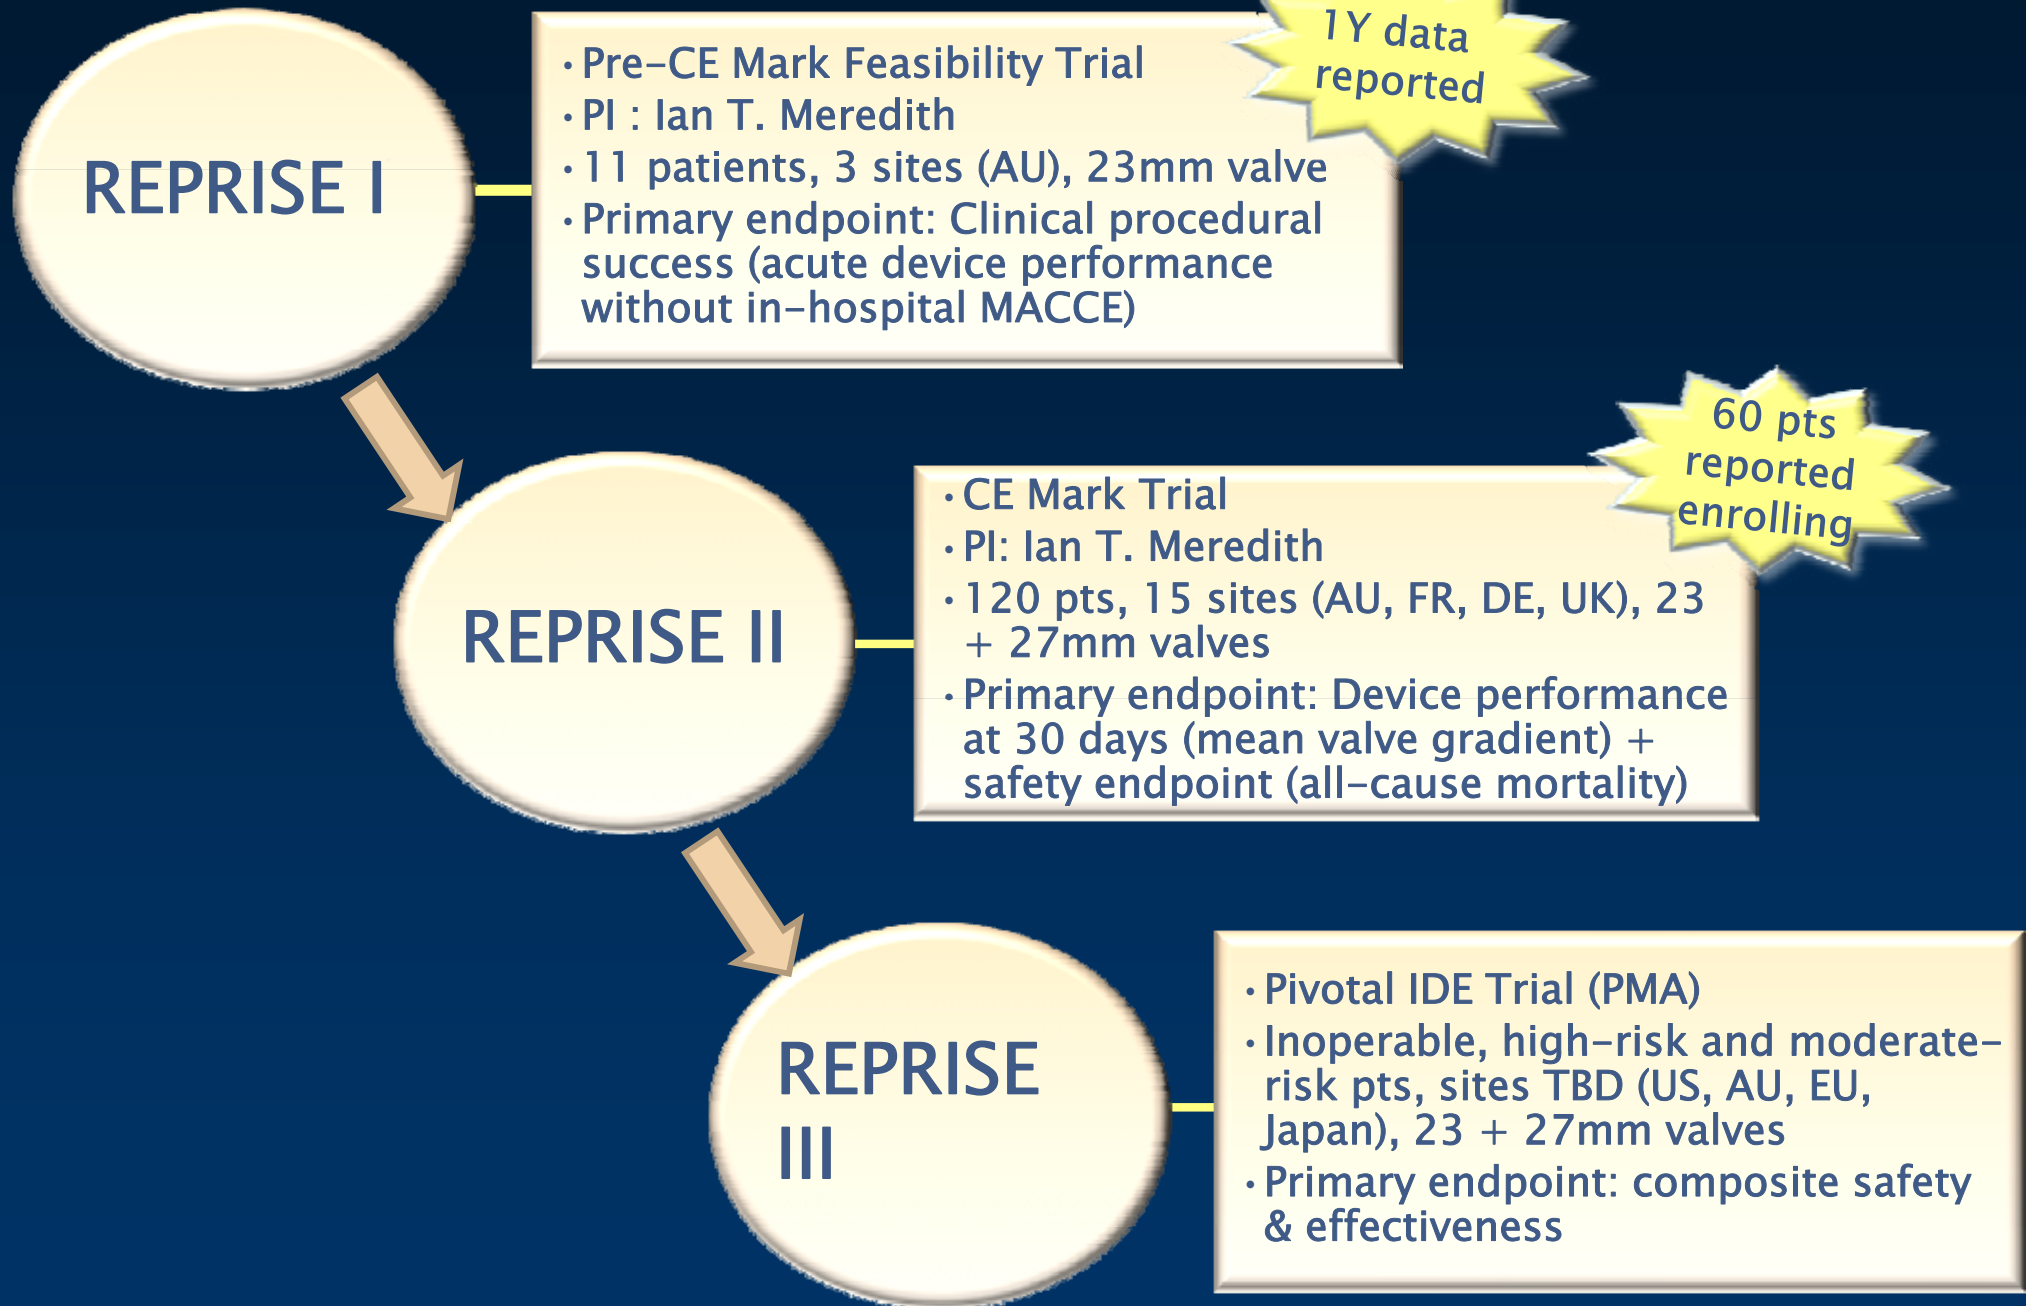 REPRISE I
• Pre-CE Mark Feasibility Trial
• PI : Ian T. Meredith
• 11 patients, 3 sites (AU), 23mm valve
• Primary endpoint: Clinical procedural
success (acute device performance
without in-hospital MACCE)
1Y data
reported
REPRISE II
• CE Mark Trial
• PI: Ian T. Meredith
• 120 pts, 15 sites (AU, FR, DE, UK), 23
+ 27mm valves
• Primary endpoint: Device performance
at 30 days (mean valve gradient) +
safety endpoint (all-cause mortality)
60 pts
reported
enrolling
REPRISE
III
• Pivotal IDE Trial (PMA)
• Inoperable, high-risk and moderate-
risk pts, sites TBD (US, AU, EU,
Japan), 23 + 27mm valves
• Primary endpoint: composite safety
& effectiveness